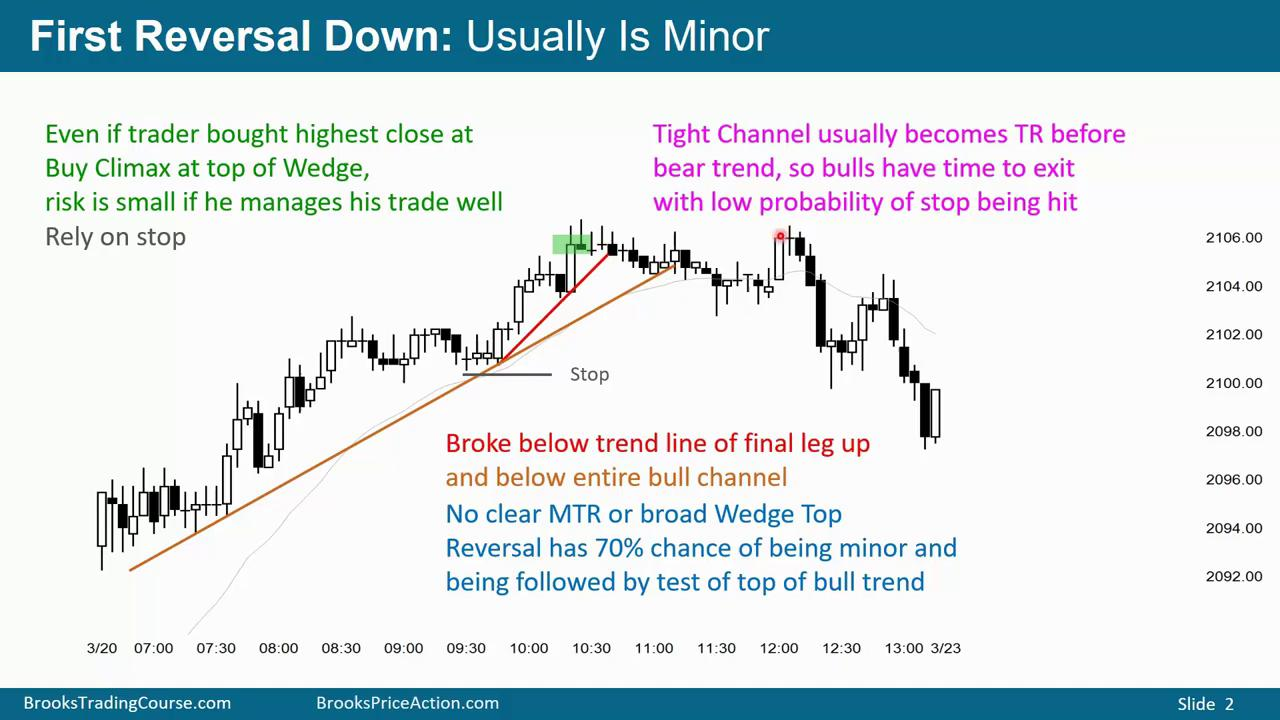 First Reversal Down: Usually Is Minor
Even if trader bought highest close at
Buy Climax at top of Wedge,
risk is small if he manages his trade well
Rely on stop
Tight Channel usually becomes TR before
bear trend, so bulls have time to exit
with low probability of stop being hit
2106.00
2104.00
2102.00
2100.00
2098.00
2096.00
2094.00
2092.00
Stop
Broke below trend line of final leg up
and below entire bull channel
No clear MTR or broad Wedge Top
Reversal has 70% chance of being minor and
being followed by test of top of bull trend
3/20 07:00 07:30 08:00 08:30 09:00 09:30 10:00 10:30 11:00 11:30 12:00 12:30 13:00 3/23
BrooksTradingCourse.com BrooksPriceAction.com Slide 2